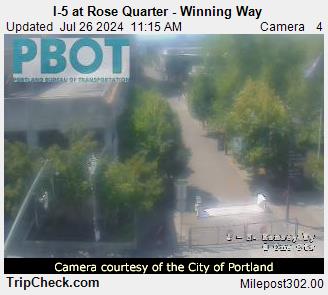 I-5 at Rose Quarter - Winning Way
Updated Jul 26 2024 11:15 AM Camera 4
PBOT
PORTLAND BUREAU OF TRANSPORTATION
Camera courtesy of the City of Portland
TripCheck.com Milepost302.00